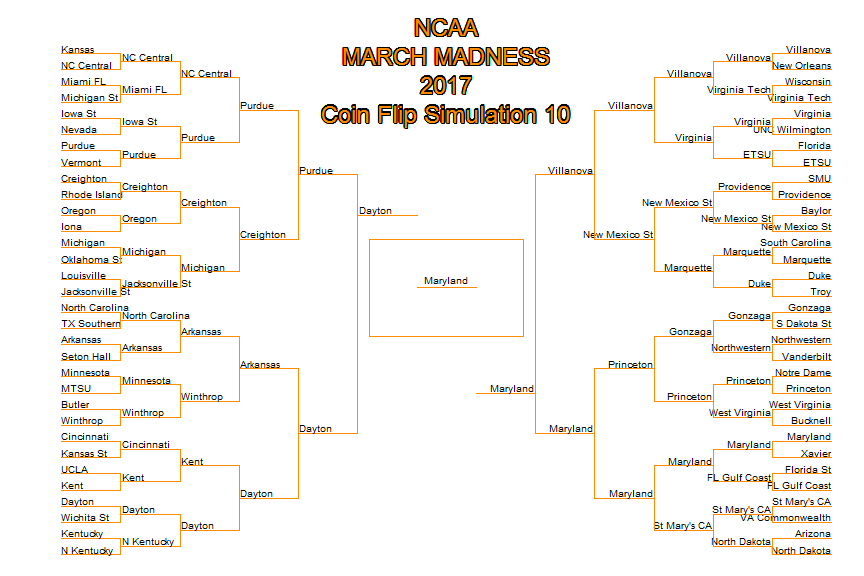 NCAA
MARCH MADNESS
2017
Coin Flip Simulation 10
Kansas
NC Central
Miami FL
Michigan St
Iowa St
Nevada
Purdue
Vermont
Creighton
Rhode Island
Oregon
Iona
Michigan
Oklahoma St
Louisville
Jacksonville St
North Carolina
TX Southern
Arkansas
Seton Hall
Minnesota
MTSU
Butler
Winthrop
Cincinnati
Kansas St
UCLA
Kent
Dayton
Wichita St
Kentucky
N Kentucky
NC Central
Miami FL
Iowa St
Purdue
Creighton
Oregon
Michigan
Jacksonville St
North Carolina
Arkansas
Minnesota
Winthrop
Cincinnati
Kent
Dayton
N Kentucky
NC Central
Purdue
Creighton
Michigan
Arkansas
Winthrop
Kent
Dayton
Purdue
Creighton
Arkansas
Dayton
Purdue
Dayton
Dayton
Maryland
Maryland
Villanova
Maryland
Villanova
New Mexico St
Princeton
Maryland
Villanova
Virginia
New Mexico St
Marquette
Gonzaga
Princeton
Maryland
St Mary's CA
Villanova
Virginia Tech
Virginia
ETSU
Providence
New Mexico St
Marquette
Duke
Gonzaga
Northwestern
Princeton
West Virginia
Maryland
FL Gulf Coast
St Mary's CA
North Dakota
Villanova
New Orleans
Wisconsin
Virginia Tech
Virginia
UNC Wilmington
Florida
ETSU
SMU
Providence
Baylor
New Mexico St
South Carolina
Marquette
Duke
Troy
Gonzaga
S Dakota St
Northwestern
Vanderbilt
Notre Dame
Princeton
West Virginia
Bucknell
Maryland
Xavier
Florida St
FL Gulf Coast
St Mary's CA
VA Commonwealth
Arizona
North Dakota